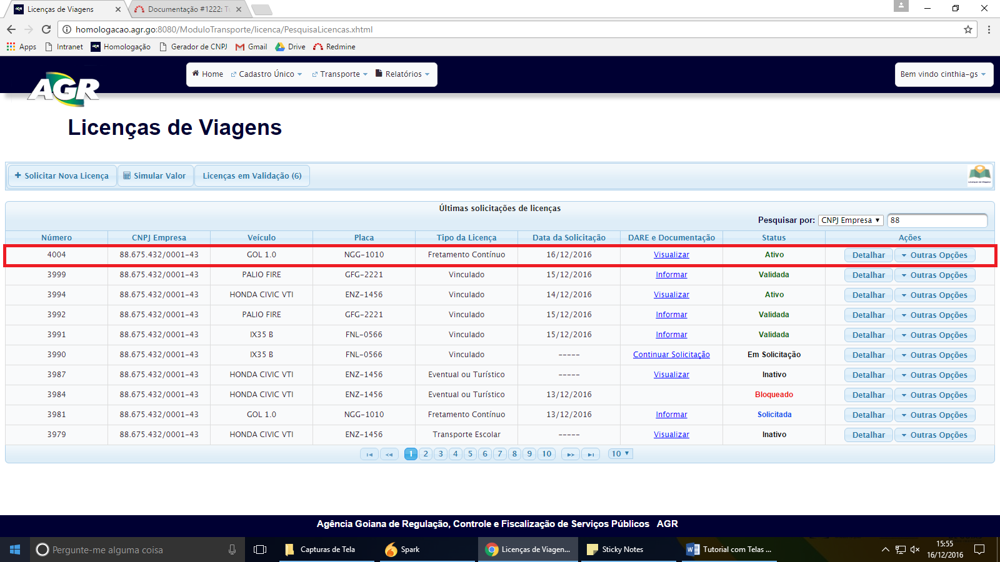 Licenças de Viagens
Documentação #1222: T
homologacao.agr.go:8080/ModuloTransporte/licenca/PesquisaLicencas.xhtml
Apps Intranet Homologação Gerador de CNPJ Gmail Drive Redmine
AGR
Home Cadastro Único Transporte Relatórios
Bem vindo cinthia-gs
Licenças de Viagens
Solicitar Nova Licença Simular Valor Licenças em Validação (6)
Últimas solicitações de licenças
Pesquisar por: CNPJ Empresa 88
Número CNPJ Empresa Veículo Placa Tipo da Licença Data da Solicitação DARE e Documentação Status Ações
4004 88.675.432/0001-43 GOL 1.0 NGG-1010 Fretamento Contínuo 16/12/2016 Visualizar Ativo Detalhar Outras Opções
3999 88.675.432/0001-43 PALIO FIRE GFG-2221 Vinculado 15/12/2016 Informar Validada Detalhar Outras Opções
3994 88.675.432/0001-43 HONDA CIVIC VTI ENZ-1456 Vinculado 14/12/2016 Visualizar Ativo Detalhar Outras Opções
3992 88.675.432/0001-43 PALIO FIRE GFG-2221 Vinculado 15/12/2016 Informar Validada Detalhar Outras Opções
3991 88.675.432/0001-43 IX35 B FNL-0566 Vinculado 15/12/2016 Informar Validada Detalhar Outras Opções
3990 88.675.432/0001-43 IX35 B FNL-0566 Vinculado ----- Continuar Solicitação Em Solicitação Detalhar Outras Opções
3987 88.675.432/0001-43 HONDA CIVIC VTI ENZ-1456 Eventual ou Turístico ----- Visualizar Inativo Detalhar Outras Opções
3984 88.675.432/0001-43 HONDA CIVIC VTI ENZ-1456 Eventual ou Turístico 13/12/2016 Bloqueado Detalhar Outras Opções
3981 88.675.432/0001-43 GOL 1.0 NGG-1010 Fretamento Contínuo 13/12/2016 Informar Solicitada Detalhar Outras Opções
3979 88.675.432/0001-43 HONDA CIVIC VTI ENZ-1456 Transporte Escolar ----- Visualizar Inativo Detalhar Outras Opções
1 2 3 4 5 6 7 8 9 10 10
Agência Goiana de Regulação, Controle e Fiscalização de Serviços Públicos AGR
Pergunte-me alguma coisa Capturas de Tela Spark Licenças de Viagen... Sticky Notes Tutorial com Telas ...
15:55
16/12/2016